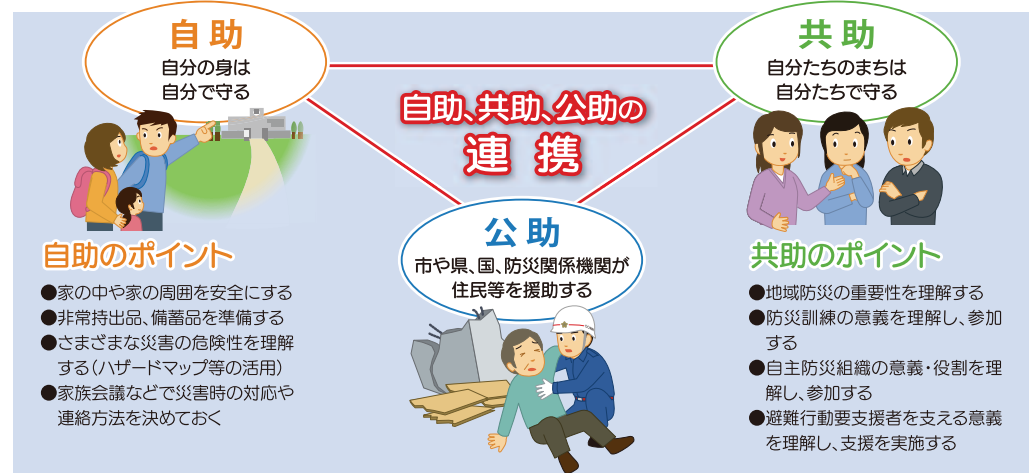 自助
自分の身は
自分で守る
共助
自分たちのまちは
自分たちで守る
自助、共助、公助の
連携
公助
市や県、国、防災関係機関が
住民等を援助する
自助のポイント
●家の中や家の周囲を安全にする
●非常持出品、備蓄品を準備する
●さまざまな災害の危険性を理解
する(ハザードマップ等の活用)
●家族会議などで災害時の対応や
連絡方法を決めておく
共助のポイント
●地域防災の重要性を理解する
●防災訓練の意義を理解し、参加
する
●自主防災組織の意義・役割を理
解し、参加する
●避難行動要支援者を支える意義
を理解し、支援を実施する